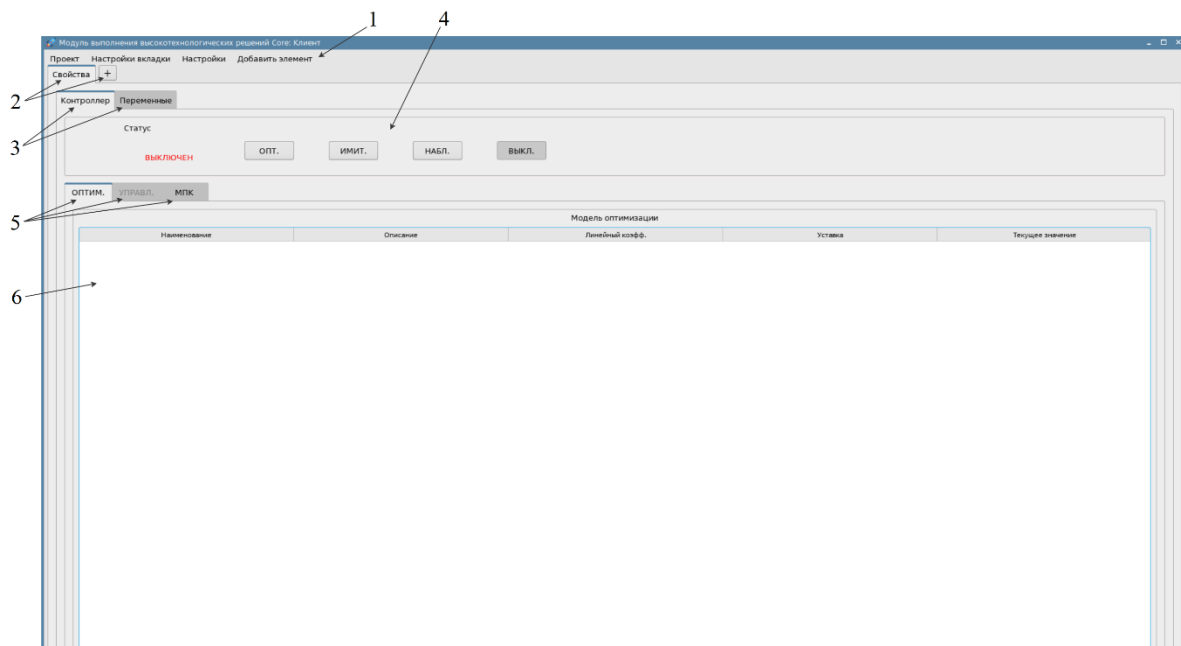 1
4
Модуль выполнения высокотехнологических решений Core: Клиент
Проект Настройки вкладки Настройки Добавить элемент
Свойства +
2
Контроллер Переменные
Статус
3
ВЫКЛЮЧЕН ОПТ. ИМИТ. НАБЛ. ВЫКЛ.
ОПТИМ. УПРАВЛ. МПК
5
Модель оптимизации
Наименование Описание Линейный коэфф. Уставка Текущее значение
6